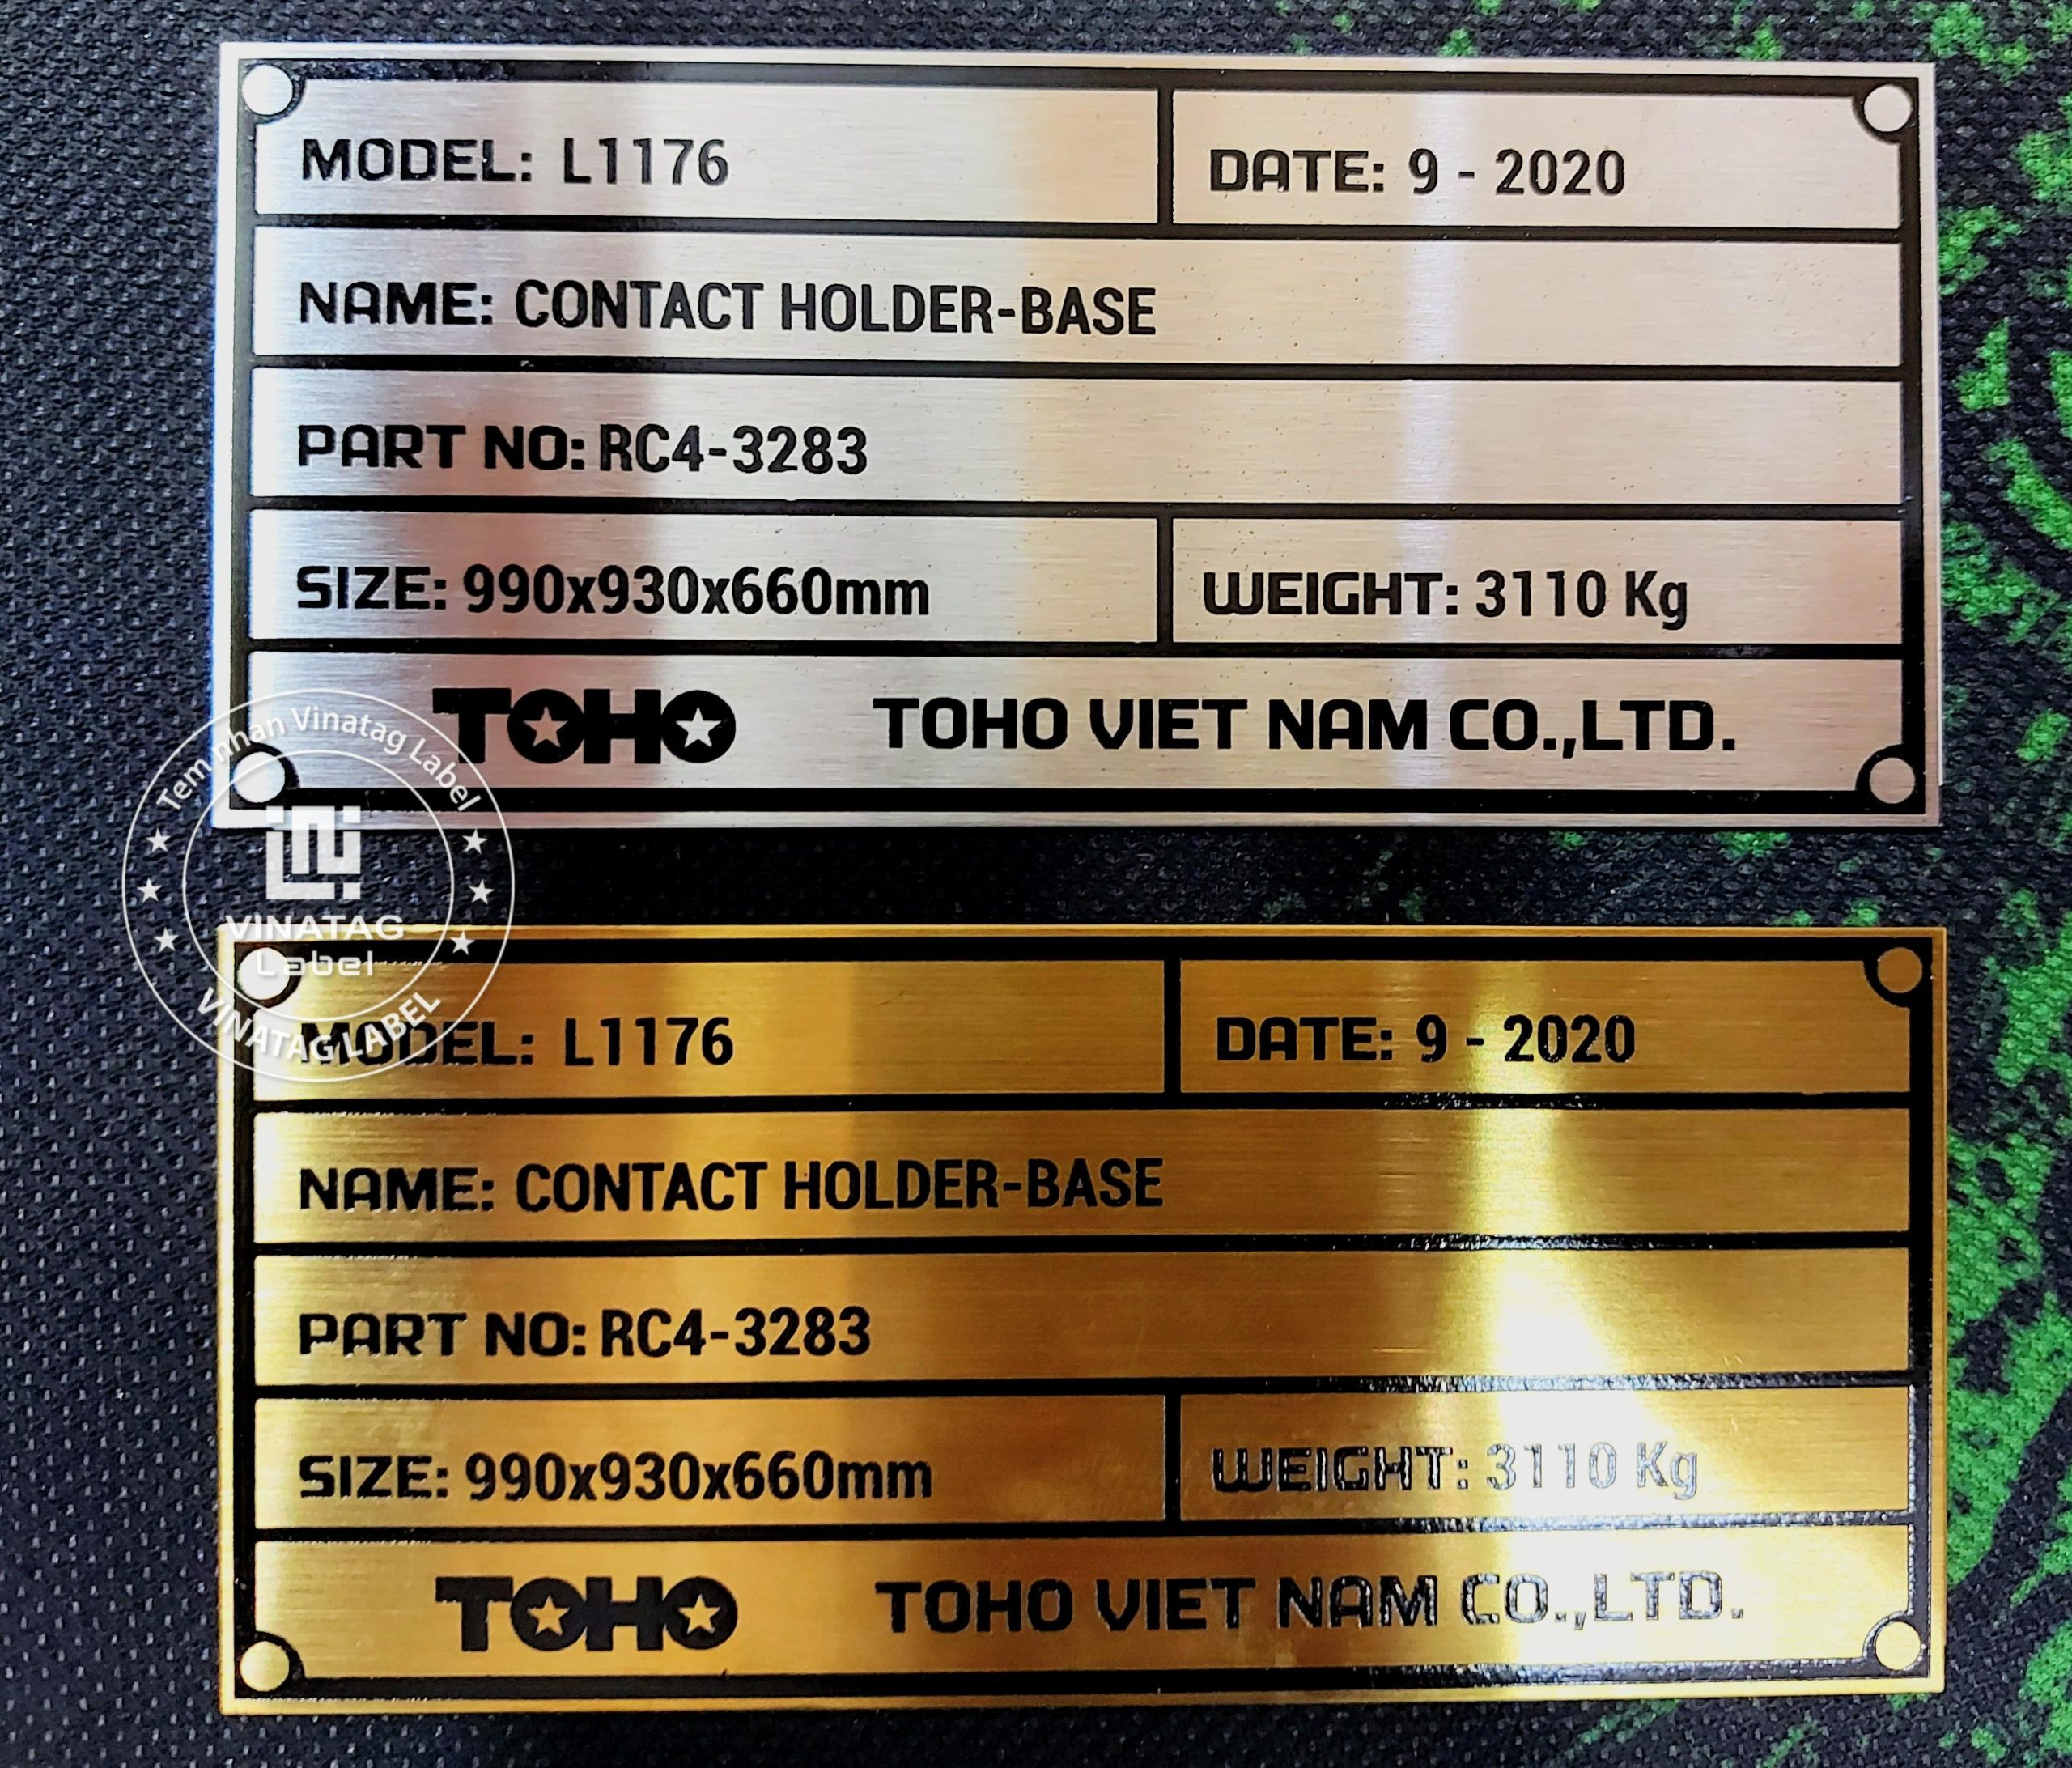 MODEL: L1176
DATE: 9 - 2020
NAME: CONTACT HOLDER-BASE
PART NO: RC4-3283
SIZE: 990x930x660mm
WEIGHT: 3110 Kg
TOHO
TOHO VIET NAM CO.,LTD.
Tem nhan Vinatag Label
VINATAG
Label
VINATAG LABEL
MODEL: L1176
DATE: 9 - 2020
NAME: CONTACT HOLDER-BASE
PART NO: RC4-3283
SIZE: 990x930x660mm
WEIGHT: 3110 Kg
TOHO
TOHO VIET NAM CO.,LTD.